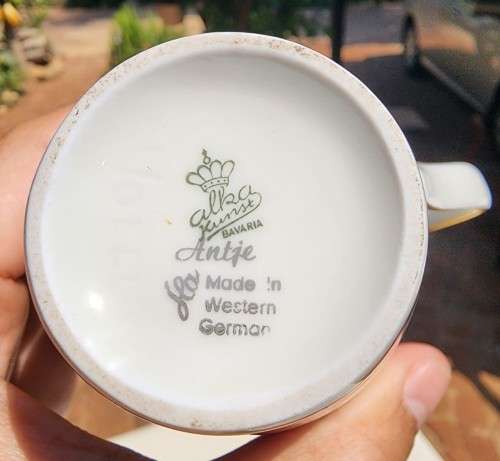 alka
kunst
BAVARIA
Antje
Made In
Western
German